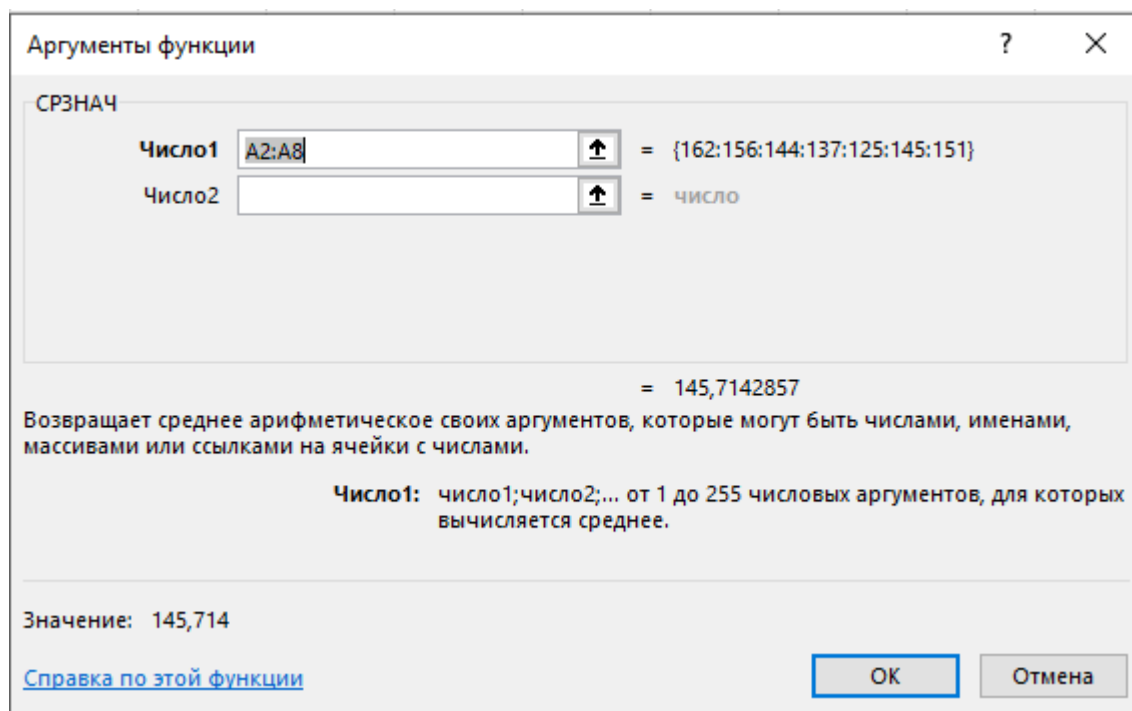 Аргументы функции ? ×
СРЗНАЧ
Число1 A2:A8 = {162:156:144:137:125:145:151}
Число2 = число
= 145,7142857
Возвращает среднее арифметическое своих аргументов, которые могут быть числами, именами,
массивами или ссылками на ячейки с числами.
Число1: число1;число2;... от 1 до 255 числовых аргументов, для которых
вычисляется среднее.
Значение: 145,714
Справка по этой функции ОК Отмена